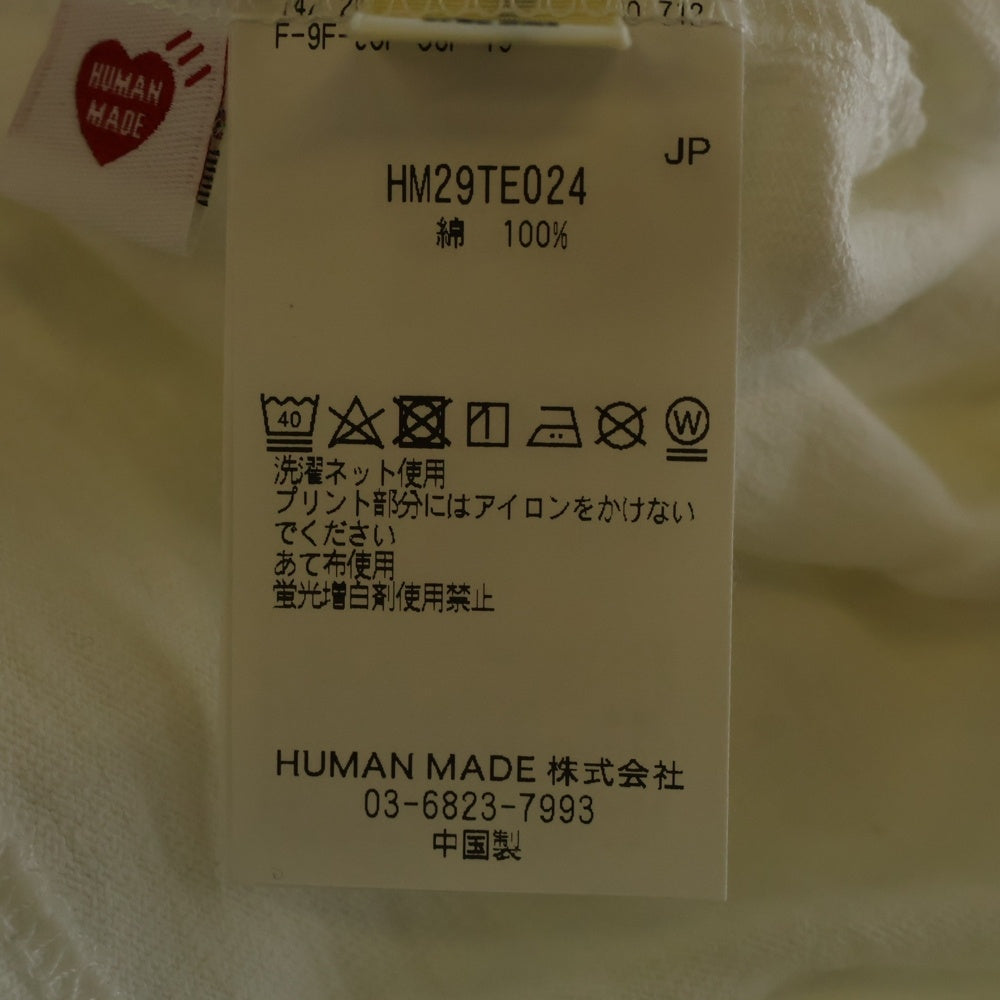 HUMAN
MADE
JP
HM29TE024
綿 100%
40
W
洗濯ネット使用
プリント部分にはアイロンをかけない
でください
あて布使用
蛍光増白剤使用禁止
HUMAN MADE 株式会社
03-6823-7993
中国製